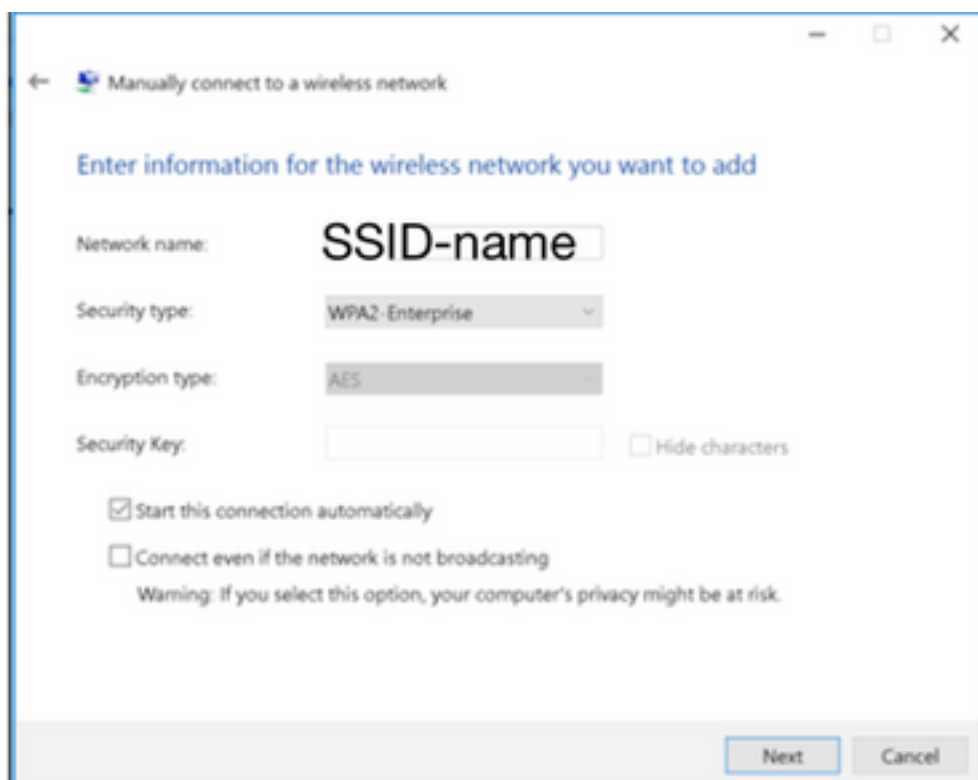 Manually connect to a wireless network
Enter information for the wireless network you want to add
Network name: SSID-name
Security type: WPA2-Enterprise
Encryption type: AES
Security Key: Hide characters
Start this connection automatically
Connect even if the network is not broadcasting
Warning: If you select this option, your computer's privacy might be at risk.
Next Cancel